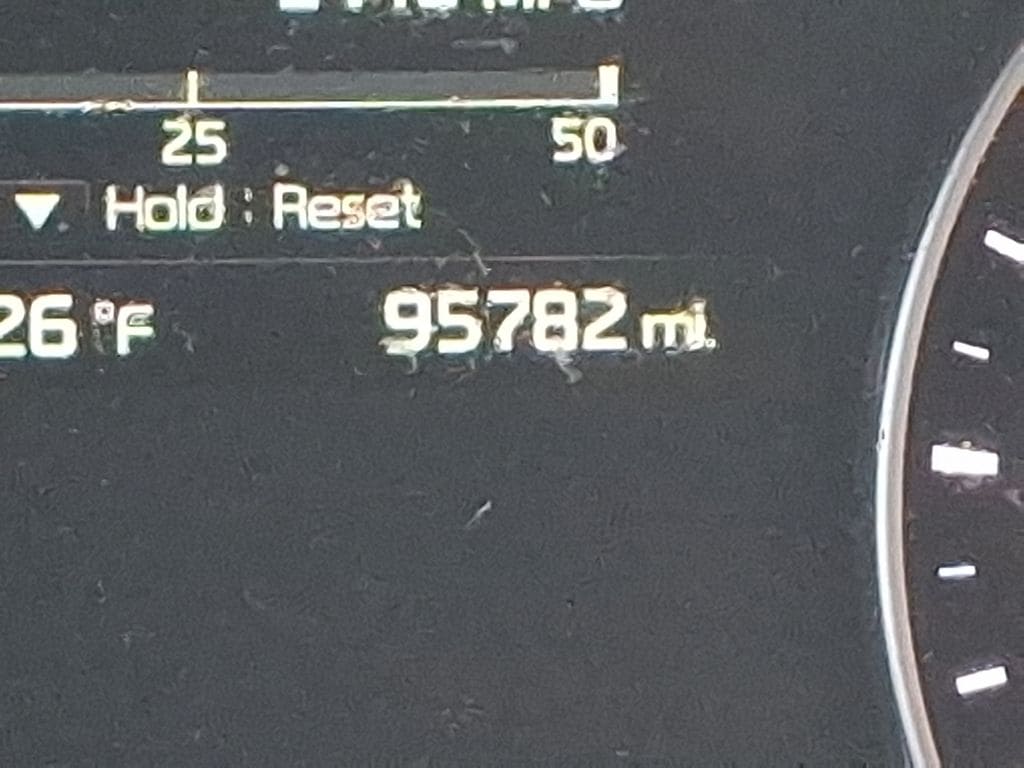 25 50
▼ Hold : Reset
26 °F 95782 mi.